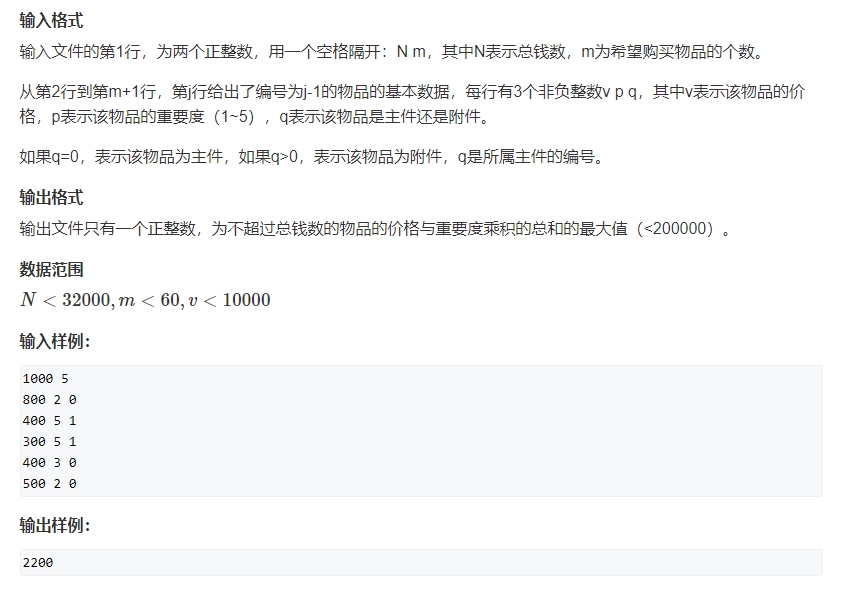 输入格式
输入文件的第1行，为两个正整数，用一个空格隔开：N m，其中N表示总钱数，m为希望购买物品的个数。
从第2行到第m+1行，第j行给出了编号为j-1的物品的基本数据，每行有3个非负整数v p q，其中v表示该物品的价
格，p表示该物品的重要度（1~5），q表示该物品是主件还是附件。
如果q=0，表示该物品为主件，如果q>0，表示该物品为附件，q是所属主件的编号。
输出格式
输出文件只有一个正整数，为不超过总钱数的物品的价格与重要度乘积的总和的最大值（<200000）。
数据范围
N < 32000, m < 60, v < 10000
输入样例：
1000 5
800 2 0
400 5 1
300 5 1
400 3 0
500 2 0
输出样例：
2200